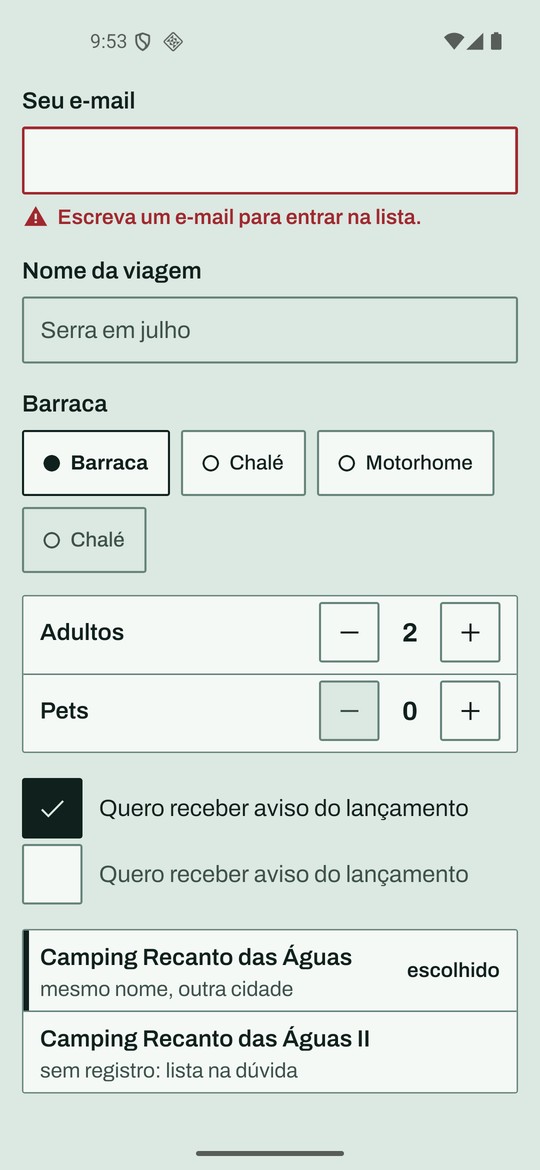 9:53
Seu e-mail
Escreva um e-mail para entrar na lista.
Nome da viagem
Serra em julho
Barraca
Barraca
Chalé
Motorhome
Chalé
Adultos
2
Pets
0
Quero receber aviso do lançamento
Quero receber aviso do lançamento
Camping Recanto das Águas
mesmo nome, outra cidade
escolhido
Camping Recanto das Águas II
sem registro: lista na dúvida